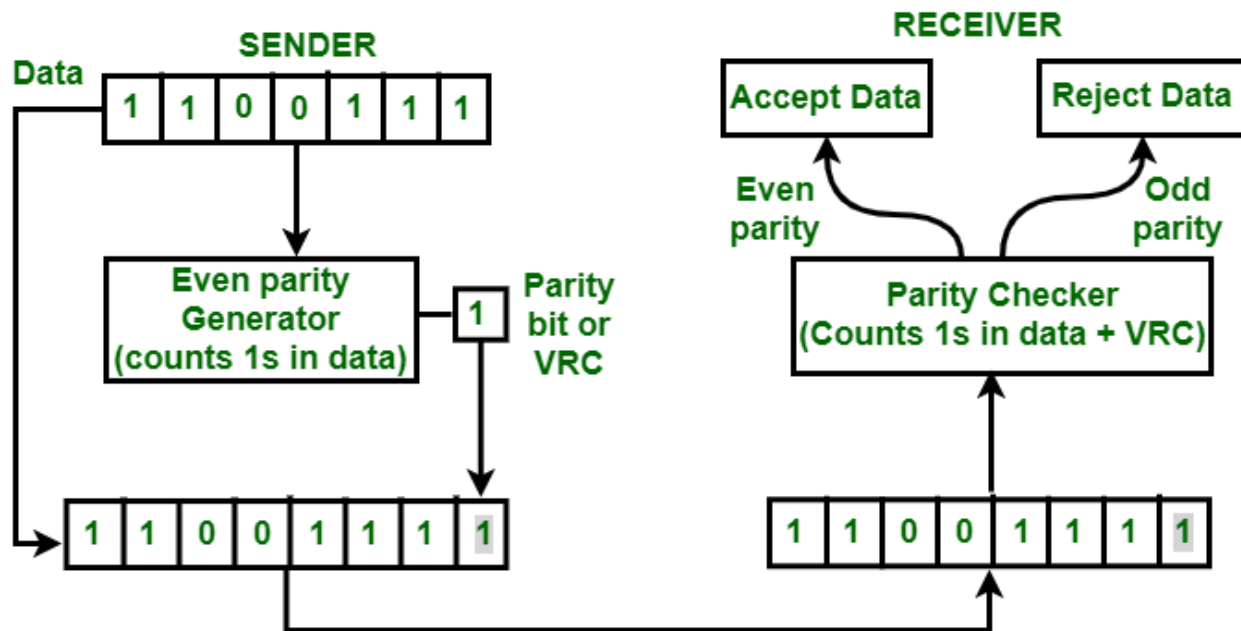 SENDER
Data
1 1 0 0 1 1 1
Even parity
Generator
(counts 1s in data)
1
Parity
bit or
VRC
1 1 0 0 1 1 1 1
RECEIVER
Accept Data
Reject Data
Even
parity
Odd
parity
Parity Checker
(Counts 1s in data + VRC)
1 1 0 0 1 1 1 1